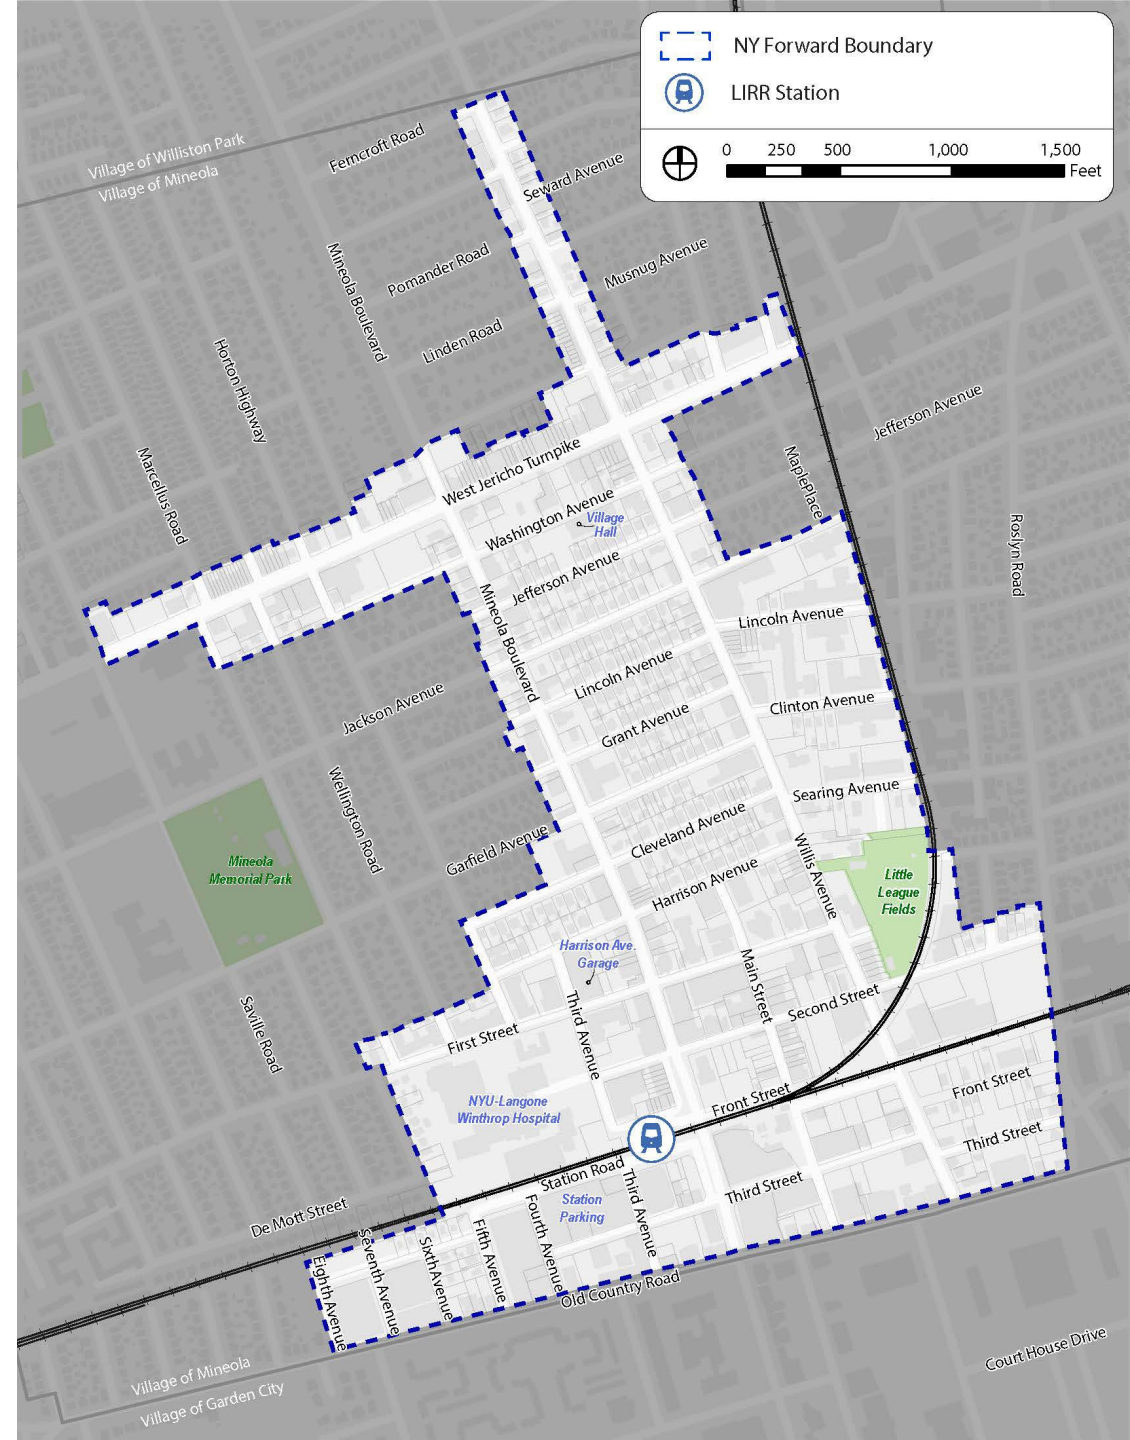 NY Forward Boundary
LIRR Station
0 250 500 1,000 1,500
Feet
Village of Williston Park
Village of Mineola
Ferncroft Road
Seward Avenue
Pomander Road
Mineola Boulevard
Musnug Avenue
Linden Road
Horton Highway
Jefferson Avenue
Marcellus Road
West Jericho Turnpike
MaplePlace
Washington Avenue
Village
Hall
Roslyn Road
Jefferson Avenue
Mineola Boulevard
Lincoln Avenue
Lincoln Avenue
Jackson Avenue
Clinton Avenue
Grant Avenue
Wellington Road
Searing Avenue
Garfield Avenue
Cleveland Avenue
Willis Avenue
Mineola
Memorial Park
Little
League
Fields
Harrison Avenue
Harrison Ave.
Garage
Main Street
Second Street
Saville Road
First Street
Third Avenue
NYU-Langone
Winthrop Hospital
Front Street
Front Street
Third Street
Station Road
Third Street
Station
Parking
Third Avenue
De Mott Street
Fourth Avenue
Fifth Avenue
Sixth Avenue
Seventh Avenue
Eighth Avenue
Old Country Road
Court House Drive
Village of Mineola
Village of Garden City